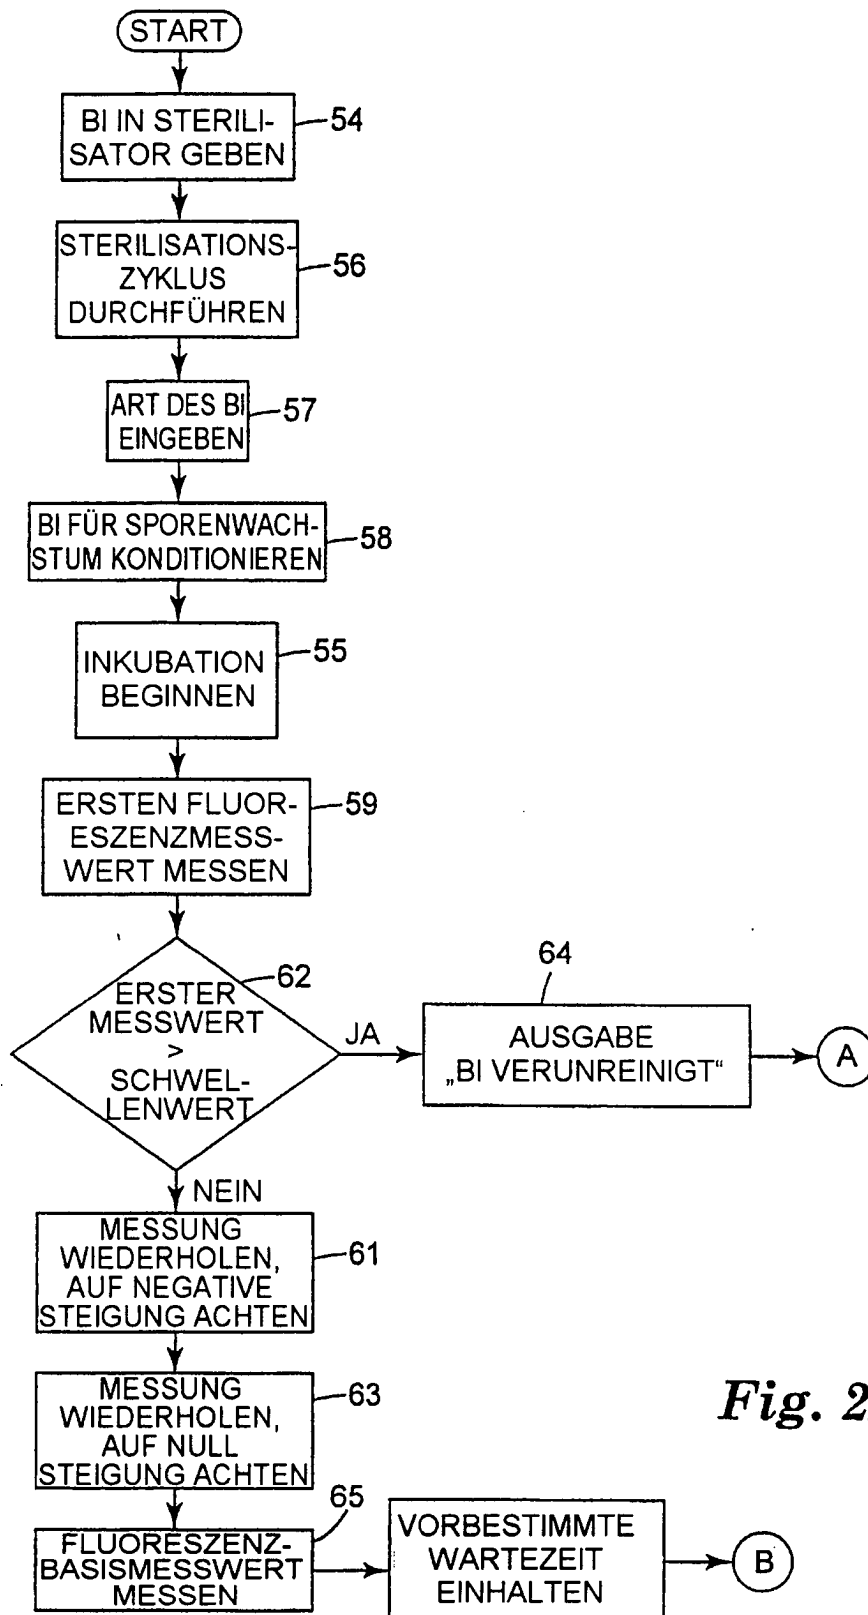 START
BI IN STERILI-
SATOR GEBEN
54
STERILISATIONS-
ZYKLUS
DURCHFÜHREN
56
ART DES BI
EINGEBEN
57
BI FÜR SPORENWACH-
STUM KONDITIONIEREN
58
INKUBATION
BEGINNEN
55
ERSTEN FLUOR-
ESZENZMESS-
WERT MESSEN
59
ERSTER
MESSWERT
>
SCHWEL-
LENWERT
62
JA
64
AUSGABE
„BI VERUNREINIGT“
A
NEIN
MESSUNG
WIEDERHOLEN,
AUF NEGATIVE
STEIGUNG ACHTEN
61
MESSUNG
WIEDERHOLEN,
AUF NULL
STEIGUNG ACHTEN
63
Fig. 2
FLUORESZENZ-
BASISMESSWERT
MESSEN
65
VORBESTIMMTE
WARTEZEIT
EINHALTEN
B